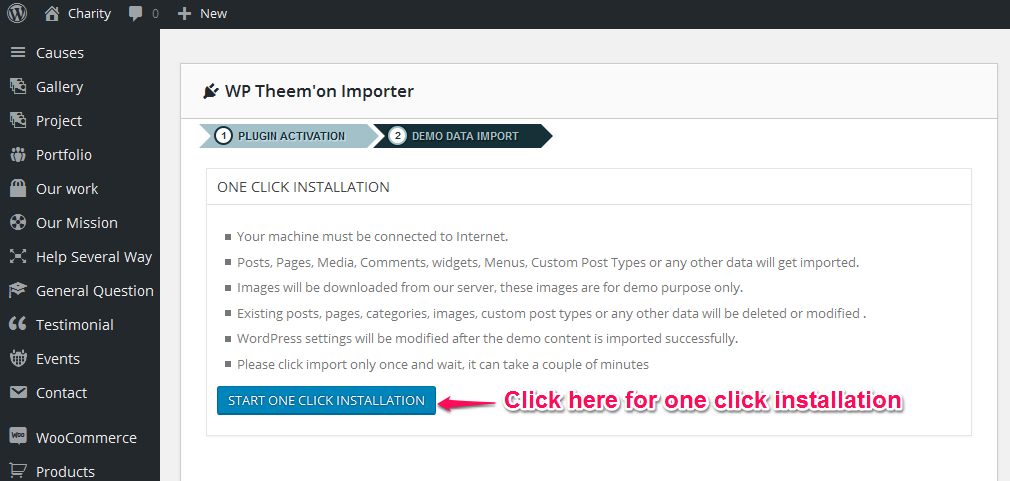 Charity 0 New
Causes
Gallery
Project
Portfolio
Our work
Our Mission
Help Several Way
General Question
Testimonial
Events
Contact
WooCommerce
Products
WP Theem'on Importer
1 PLUGIN ACTIVATION 2 DEMO DATA IMPORT
ONE CLICK INSTALLATION
Your machine must be connected to Internet.
Posts, Pages, Media, Comments, widgets, Menus, Custom Post Types or any other data will get imported.
Images will be downloaded from our server, these images are for demo purpose only.
Existing posts, pages, categories, images, custom post types or any other data will be deleted or modified .
WordPress settings will be modified after the demo content is imported successfully.
Please click import only once and wait, it can take a couple of minutes
START ONE CLICK INSTALLATION
Click here for one click installation